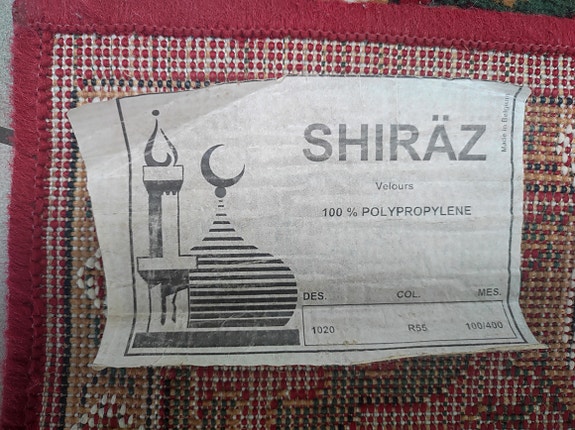 SHIRÄZ
Made in Belgium
Velours
100 % POLYPROPYLENE
DES. COL. MES.
1020 R55 100/400